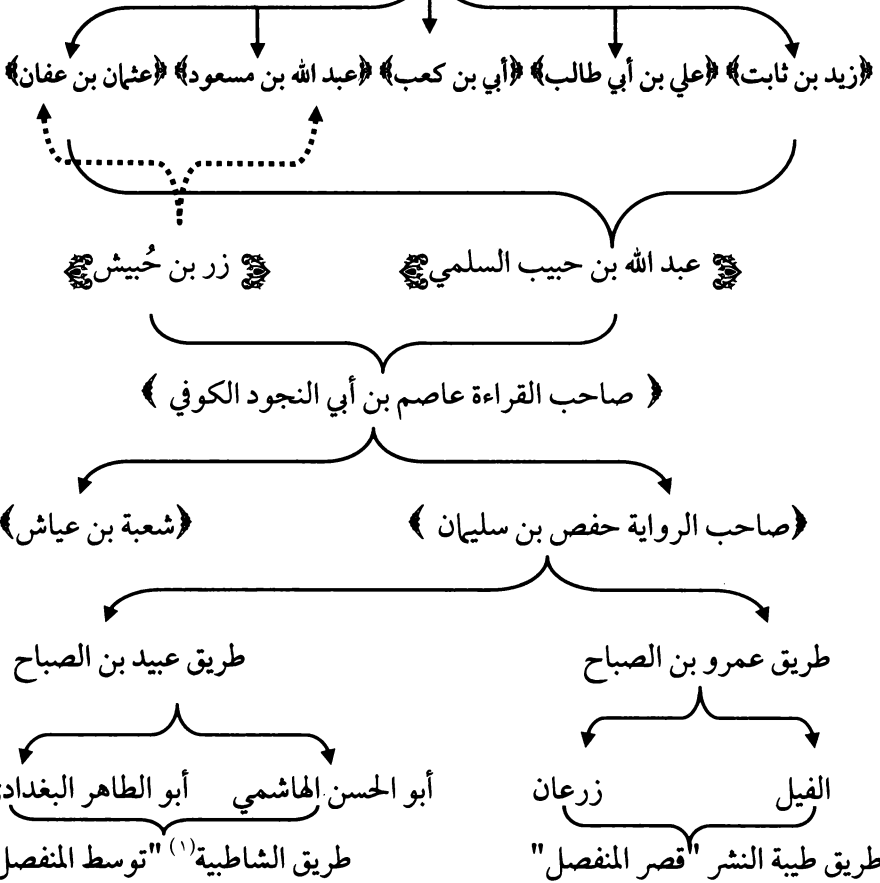 ﴿زيد بن ثابت﴾ ﴿علي بن أبي طالب﴾ ﴿أبي بن كعب﴾ ﴿عبد الله بن مسعود﴾ ﴿عثمان بن عفان﴾
عبد الله بن حبيب السلمي زر بن حُبيش
﴿ صاحب القراءة عاصم بن أبي النجود الكوفي ﴾
﴿صاحب الرواية حفص بن سليمان ﴾ ﴿شعبة بن عياش﴾
طريق عمرو بن الصباح طريق عبيد بن الصباح
الفيل زرعان أبو الحسن الهاشمي أبو الطاهر البغدادي
طريق طيبة النشر "قصر المنفصل" طريق الشاطبية(١) "توسط المنفصل